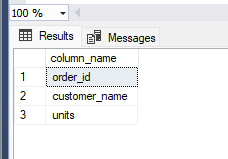 100 %
Results Messages
column_name
1 order_id
2 customer_name
3 units